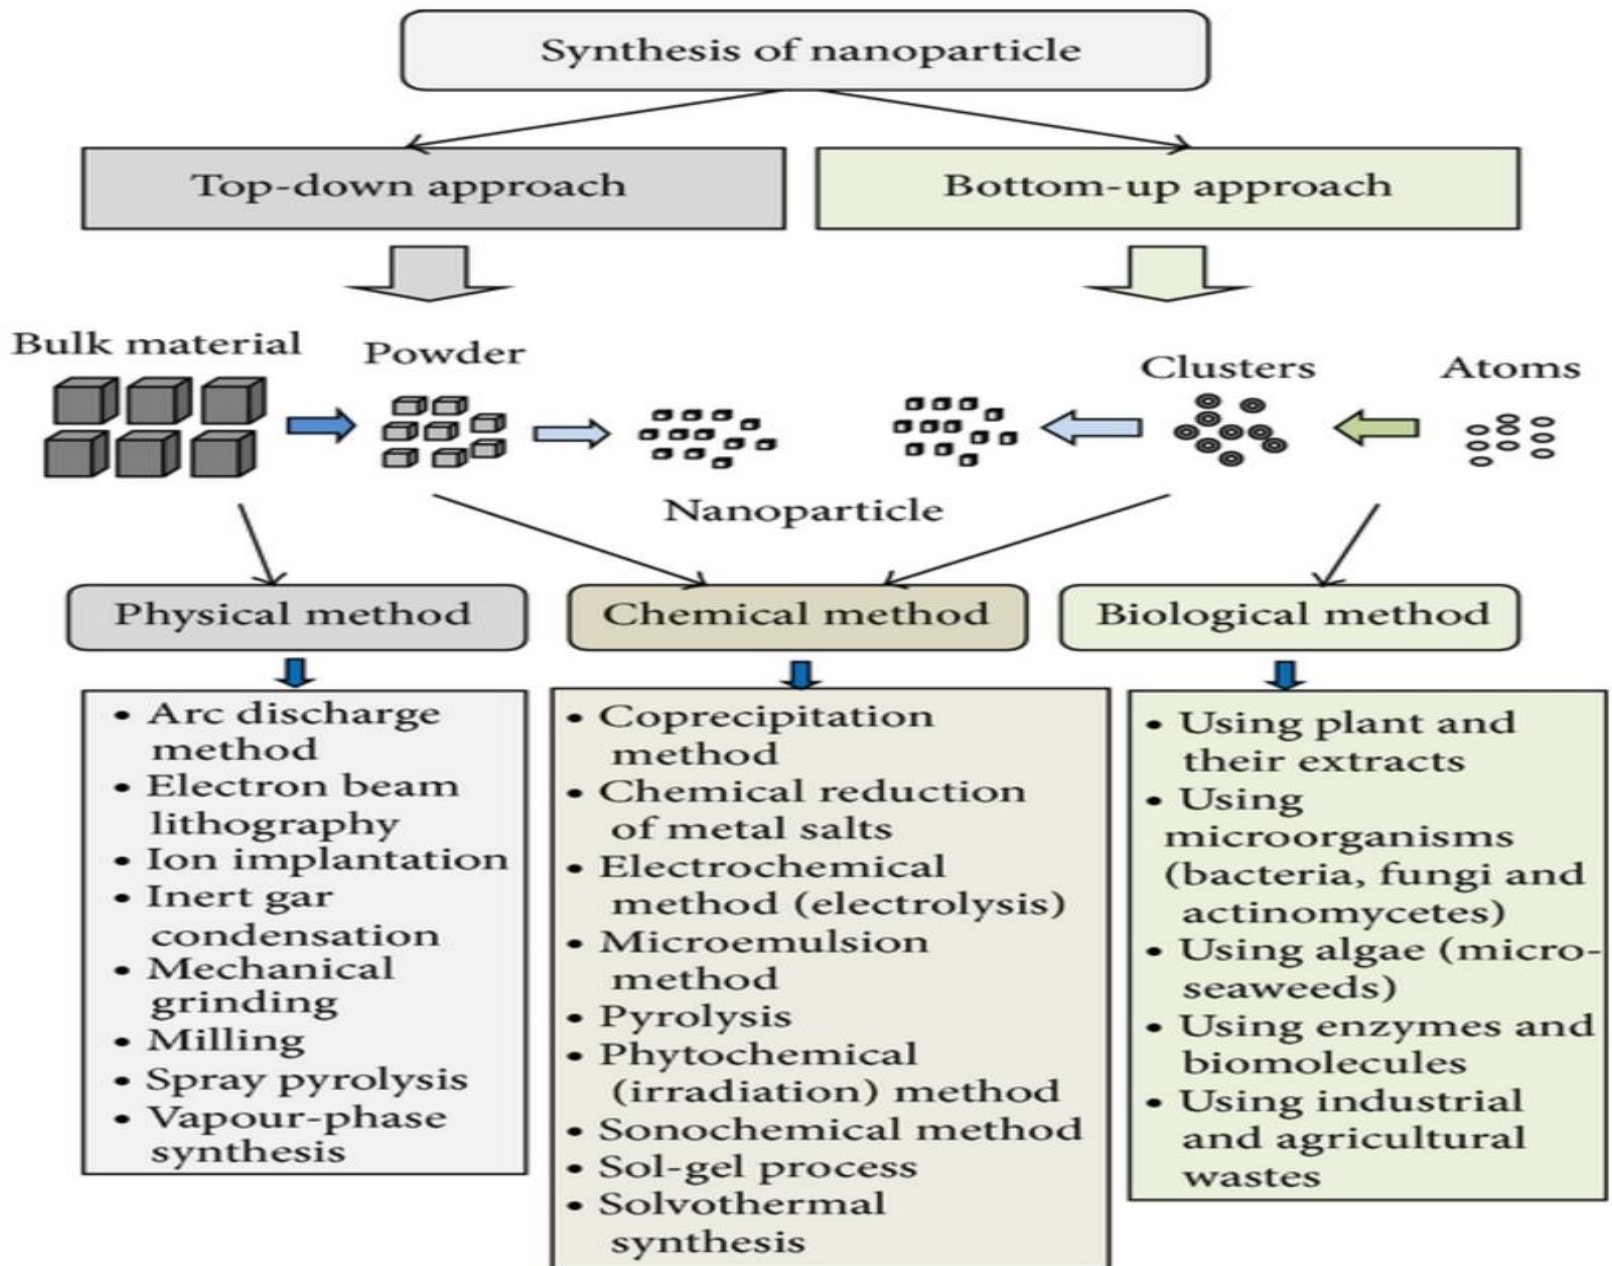 Synthesis of nanoparticle
Top-down approach
Bottom-up approach
Bulk material
Powder
Clusters
Atoms
Nanoparticle
Physical method
Chemical method
Biological method
• Arc discharge
method
• Electron beam
lithography
• Ion implantation
• Inert gar
condensation
• Mechanical
grinding
• Milling
• Spray pyrolysis
• Vapour-phase
synthesis
• Coprecipitation
method
• Chemical reduction
of metal salts
• Electrochemical
method (electrolysis)
• Microemulsion
method
• Pyrolysis
• Phytochemical
(irradiation) method
• Sonochemical method
• Sol-gel process
• Solvothermal
synthesis
• Using plant and
their extracts
• Using
microorganisms
(bacteria, fungi and
actinomycetes)
• Using algae (micro-
seaweeds)
• Using enzymes and
biomolecules
• Using industrial
and agricultural
wastes